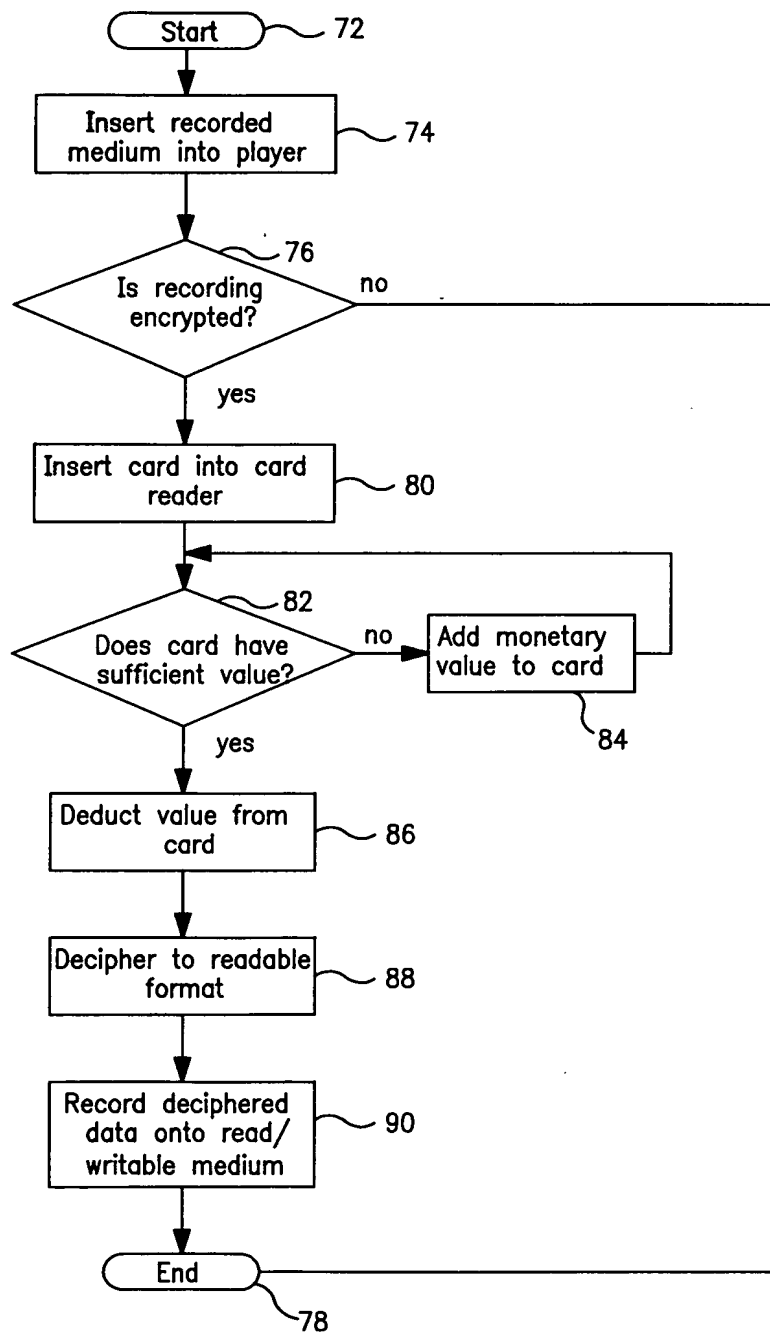 Start
72
Insert recorded
medium into player
74
76
Is recording
encrypted?
no
yes
Insert card into card
reader
80
82
Does card have
sufficient value?
no
Add monetary
value to card
84
yes
Deduct value from
card
86
Decipher to readable
format
88
Record deciphered
data onto read/
writable medium
90
End
78